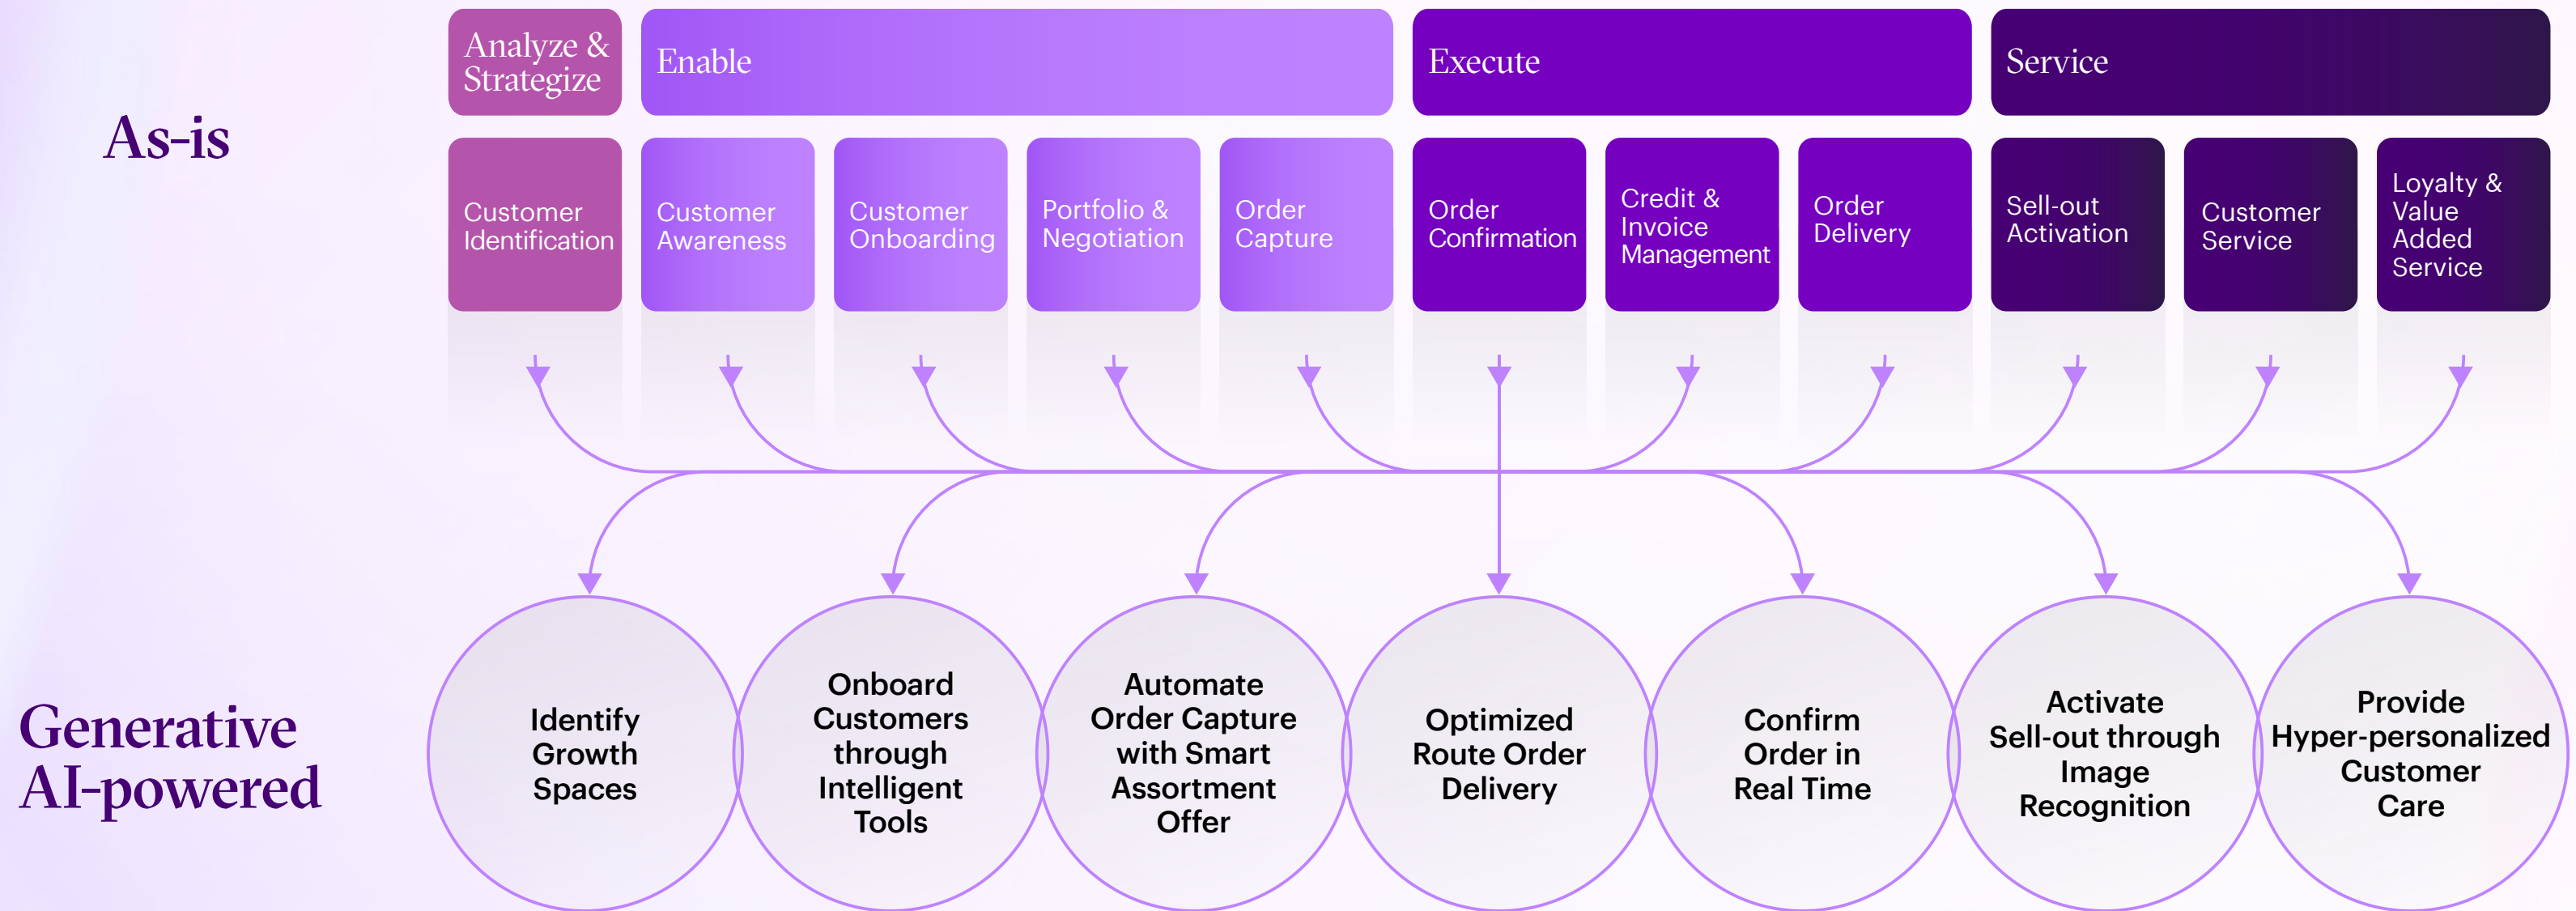 Analyze &
Strategize
Enable
Execute
Service
As-is
Customer
Identification
Customer
Awareness
Customer
Onboarding
Portfolio &
Negotiation
Order
Capture
Order
Confirmation
Credit &
Invoice
Management
Order
Delivery
Sell-out
Activation
Customer
Service
Loyalty &
Value
Added
Service
Generative
AI-powered
Identify
Growth
Spaces
Onboard
Customers
through
Intelligent
Tools
Automate
Order Capture
with Smart
Assortment
Offer
Optimized
Route Order
Delivery
Confirm
Order in
Real Time
Activate
Sell-out through
Image
Recognition
Provide
Hyper-personalized
Customer
Care